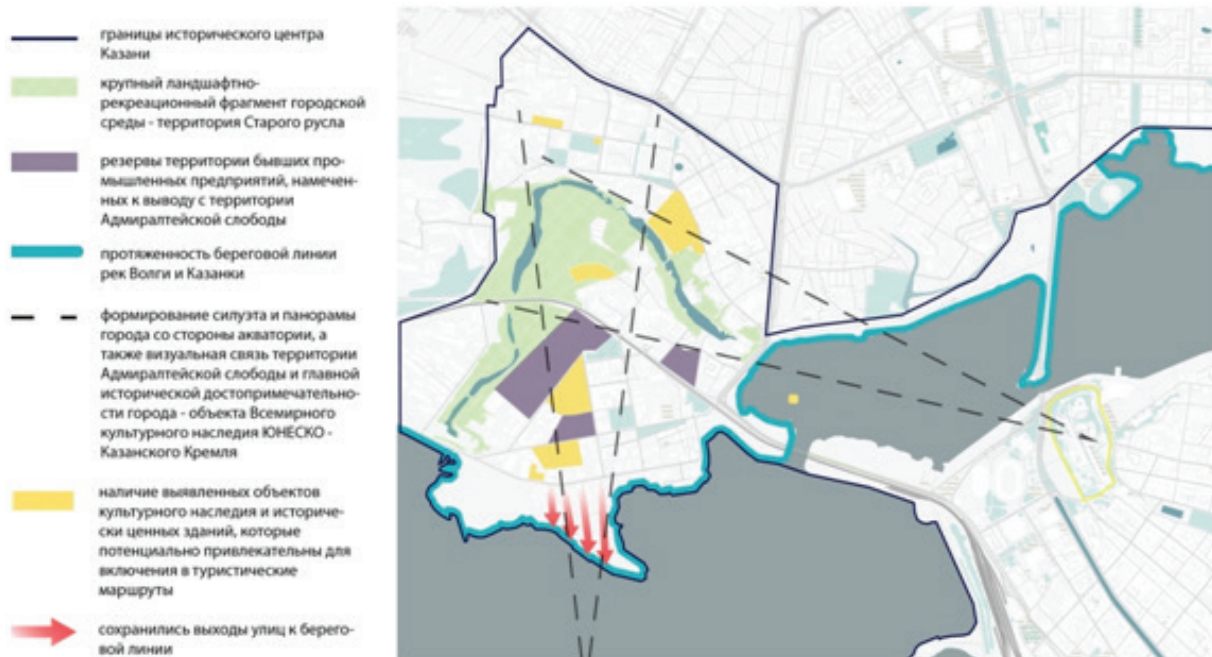 границы исторического центра
Казани
крупный ландшафтно-
рекреационный фрагмент городской
среды - территория Старого русла
резервы территории бывших про-
мышленных предприятий, намечен-
ных к выводу с территории
Адмиралтейской слободы
протяженность береговой линии
рек Волги и Казанки
формирование силуэта и панорамы
города со стороны акватории, а
также визуальная связь территории
Адмиралтейской слободы и главной
исторической достопримечательно-
сти города - объекта Всемирного
культурного наследия ЮНЕСКО -
Казанского Кремля
наличие выявленных объектов
культурного наследия и историче-
ски ценных зданий, которые
потенциально привлекательны для
включения в туристические
маршруты
сохранились выходы улиц к берего-
вой линии